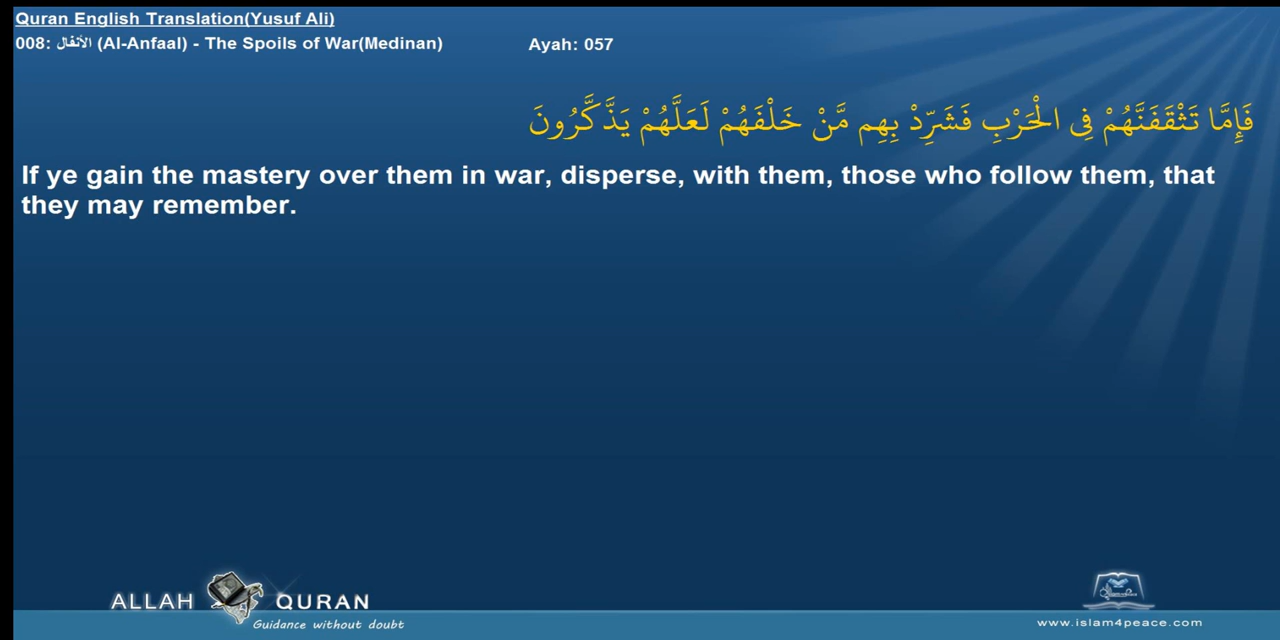 Quran English Translation(Yusuf Ali)
008: الأنفال (Al-Anfaal) - The Spoils of War(Medinan) Ayah: 057
فَإِمَّا تَثْقَفَنَّهُمْ فِى الْحَرْبِ فَشَرِّدْ بِهِم مَّنْ خَلْفَهُمْ لَعَلَّهُمْ يَذَّكَّرُونَ
If ye gain the mastery over them in war, disperse, with them, those who follow them, that
they may remember.
ALLAH QURAN
Guidance without doubt
www.islam4peace.com